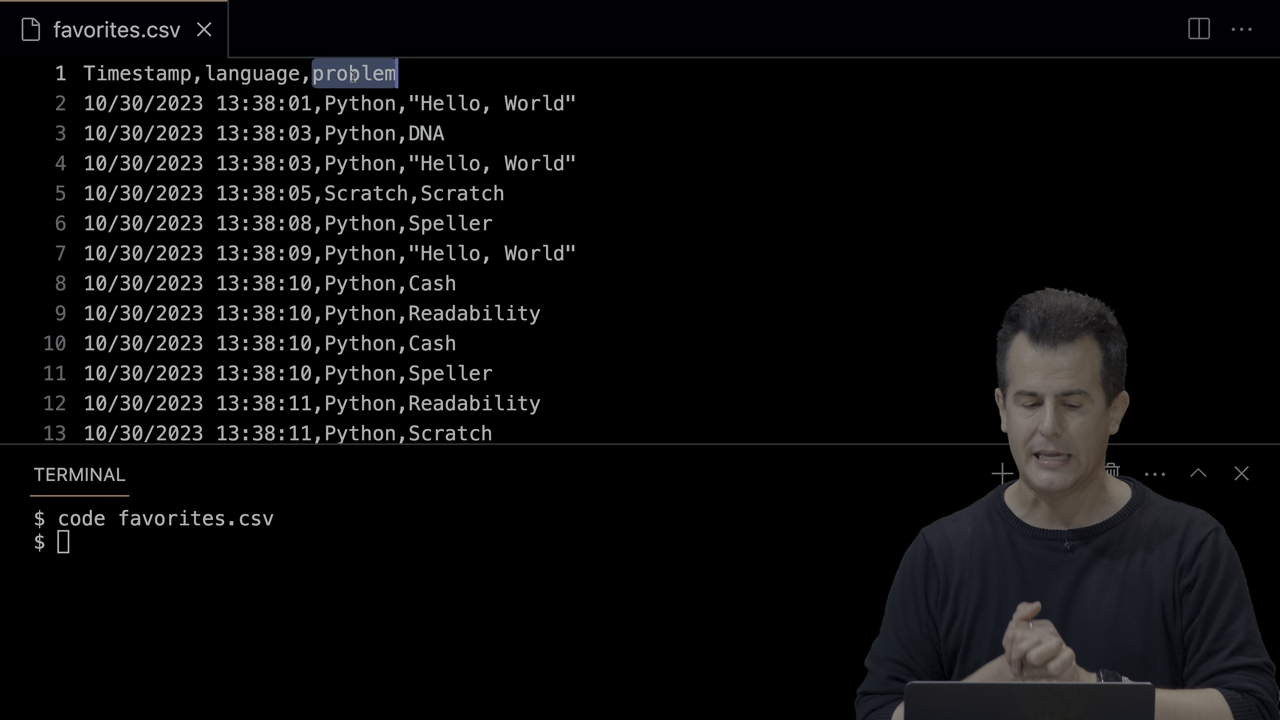 favorites.csv
1 Timestamp,language,problem
2 10/30/2023 13:38:01,Python,"Hello, World"
3 10/30/2023 13:38:03,Python,DNA
4 10/30/2023 13:38:03,Python,"Hello, World"
5 10/30/2023 13:38:05,Scratch,Scratch
6 10/30/2023 13:38:08,Python,Speller
7 10/30/2023 13:38:09,Python,"Hello, World"
8 10/30/2023 13:38:10,Python,Cash
9 10/30/2023 13:38:10,Python,Readability
10 10/30/2023 13:38:10,Python,Cash
11 10/30/2023 13:38:10,Python,Speller
12 10/30/2023 13:38:11,Python,Readability
13 10/30/2023 13:38:11,Python,Scratch
TERMINAL
$ code favorites.csv
$